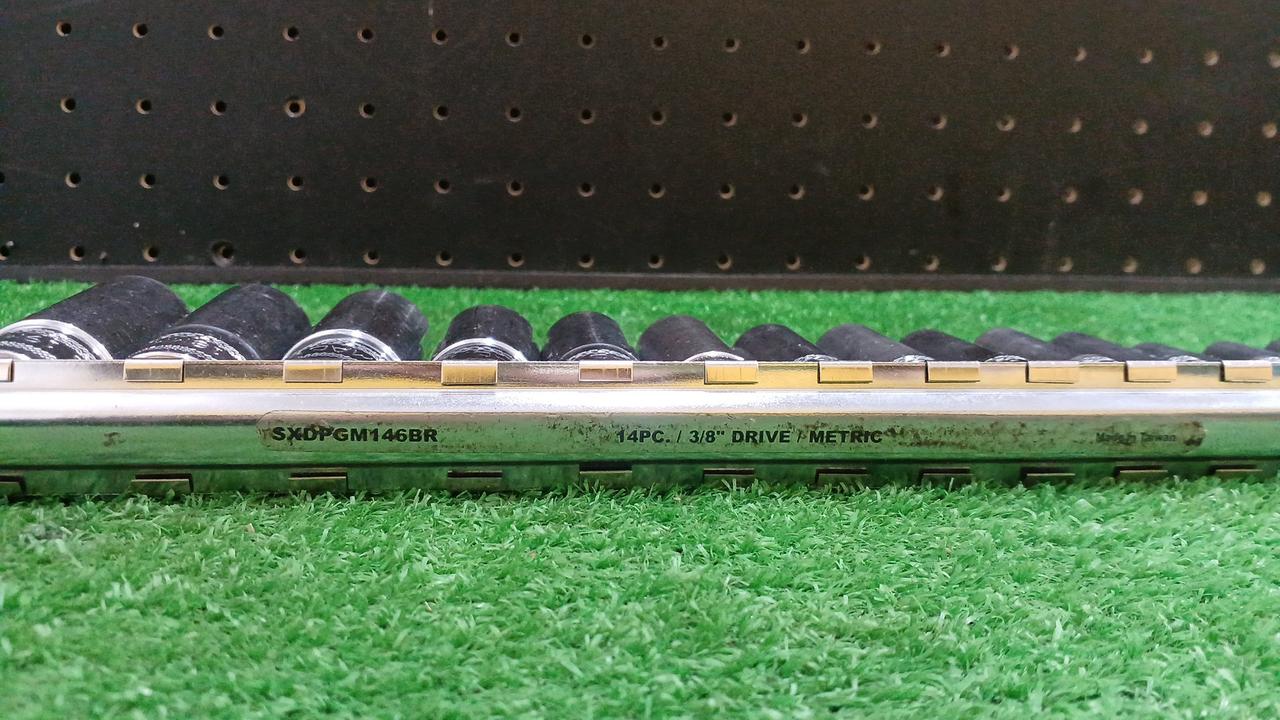 SXDPGM146BR 14PC. / 3/8" DRIVE / METRIC Made in Taiwan